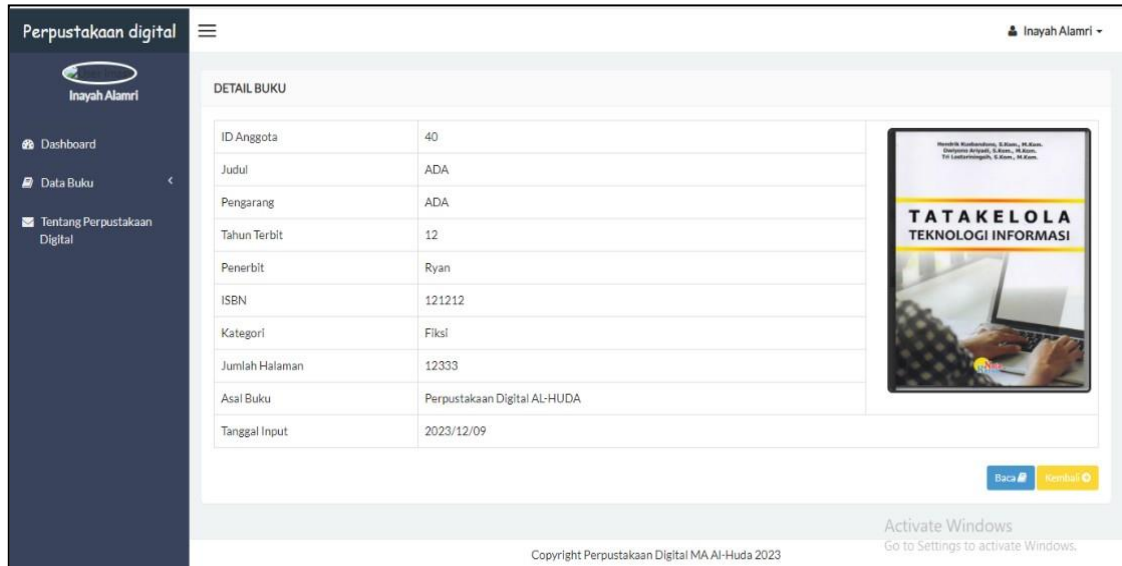 Perpustakaan digital
Inayah Alamri
Inayah Alamri
Dashboard
Data Buku
Tentang Perpustakaan
Digital
DETAIL BUKU
ID Anggota 40
Judul ADA
Pengarang ADA
Tahun Terbit 12
Penerbit Ryan
ISBN 121212
Kategori Fiksi
Jumlah Halaman 12333
Asal Buku Perpustakaan Digital AL-HUDA
Tanggal Input 2023/12/09
TATAKELOLA
TEKNOLOGI INFORMASI
Baca
Kembali
Activate Windows
Go to Settings to activate Windows.
Copyright Perpustakaan Digital MA Al-Huda 2023